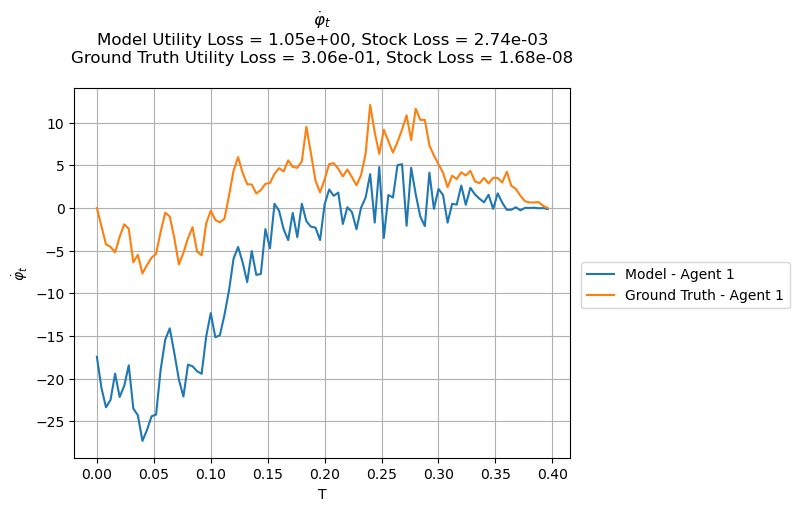 φ̇ₜ
Model Utility Loss = 1.05e+00, Stock Loss = 2.74e-03
Ground Truth Utility Loss = 3.06e-01, Stock Loss = 1.68e-08
10
5
0
−5
−10
−15
−20
−25
φ̇ₜ
0.00 0.05 0.10 0.15 0.20 0.25 0.30 0.35 0.40
T
Model - Agent 1
Ground Truth - Agent 1